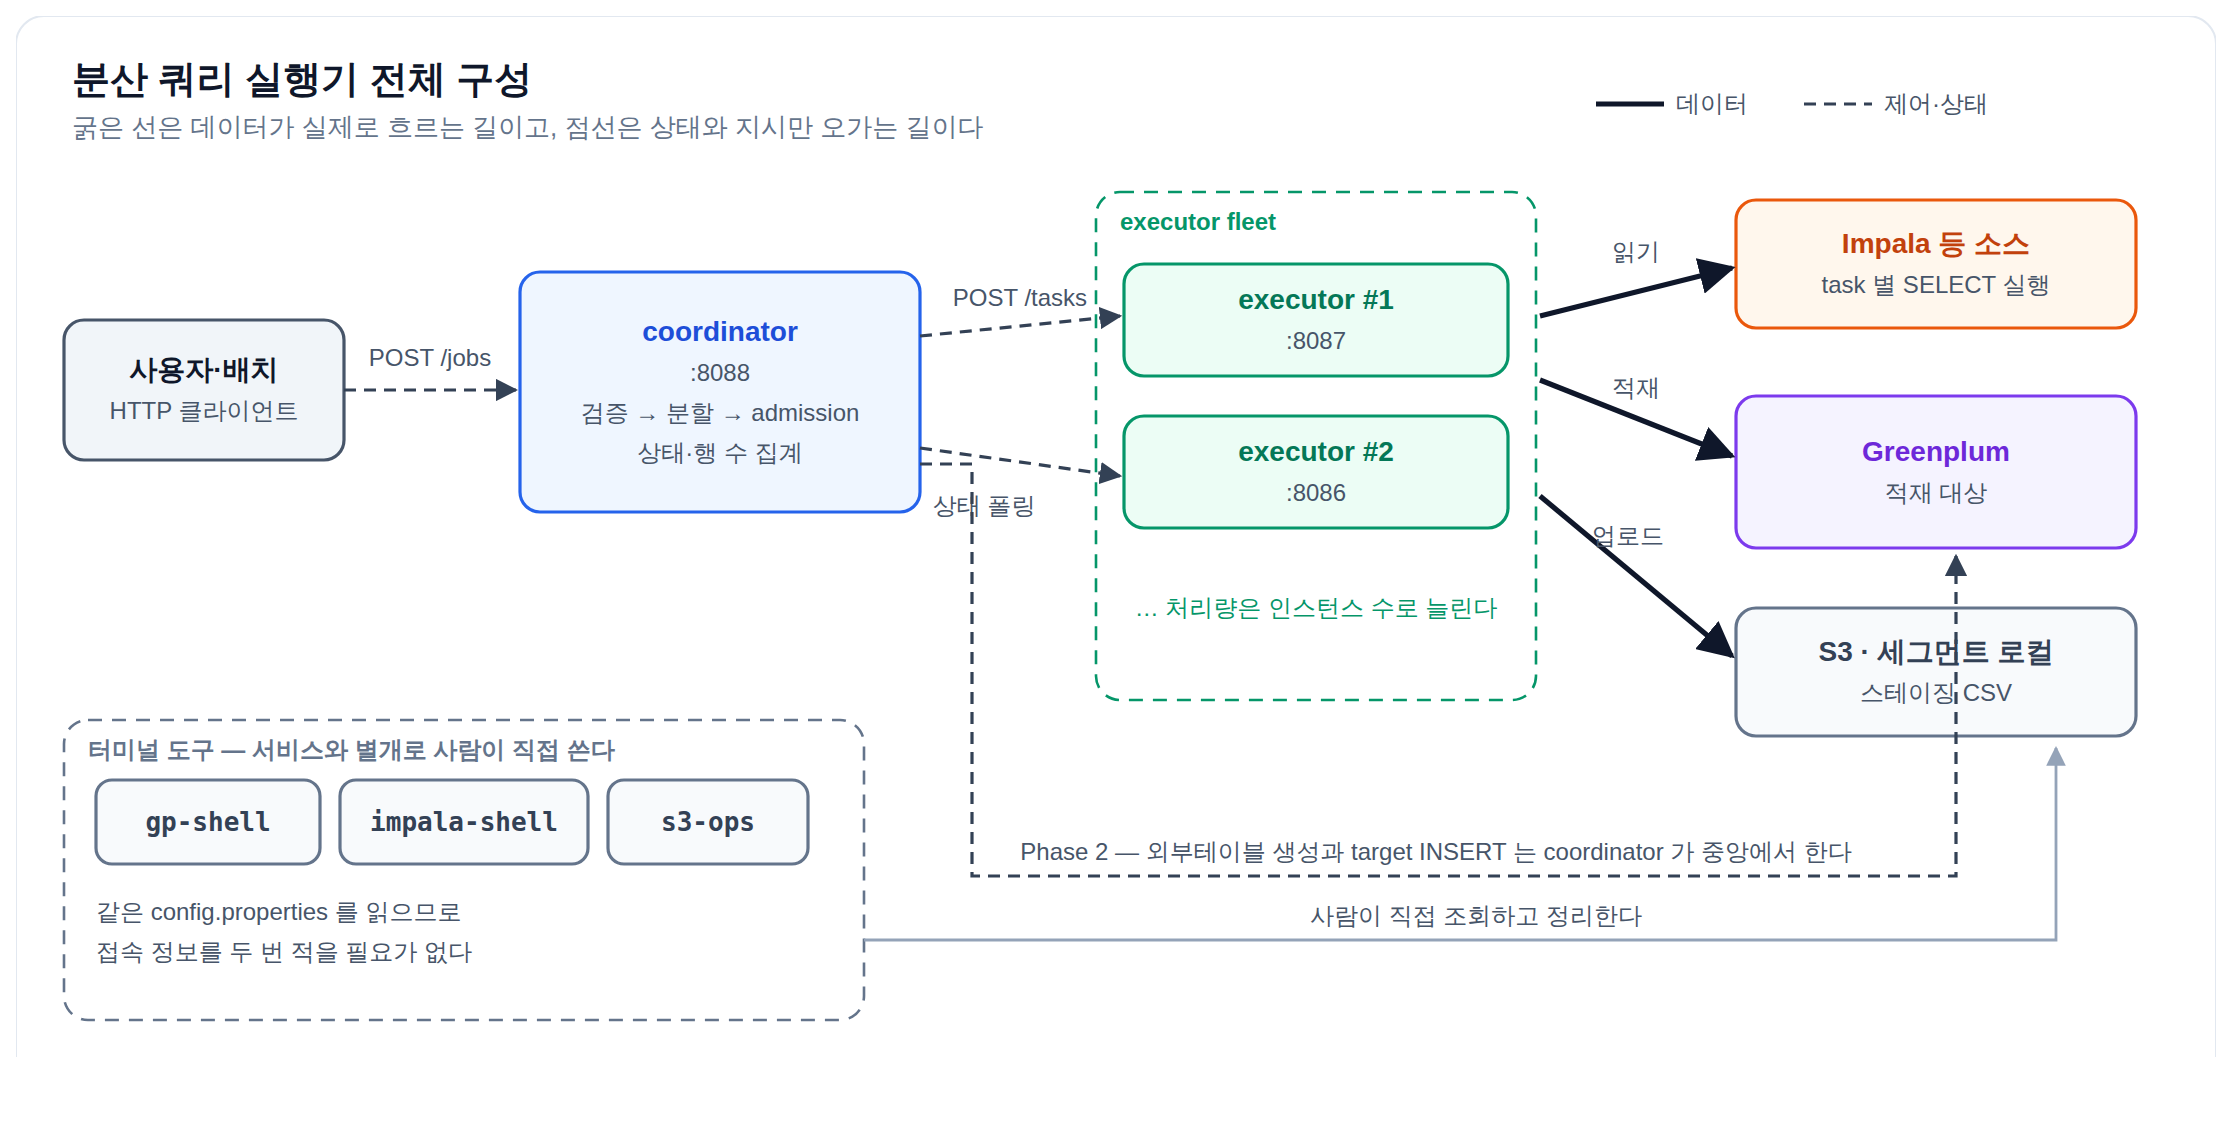 분산 쿼리 실행기 전체 구성
굵은 선은 데이터가 실제로 흐르는 길이고, 점선은 상태와 지시만 오가는 길이다
데이터
제어·상태
사용자·배치
HTTP 클라이언트
POST /jobs
coordinator
:8088
검증 → 분할 → admission
상태·행 수 집계
POST /tasks
상태 폴링
executor fleet
executor #1
:8087
executor #2
:8086
… 처리량은 인스턴스 수로 늘린다
읽기
적재
업로드
Impala 등 소스
task 별 SELECT 실행
Greenplum
적재 대상
S3 · 세그먼트 로컬
스테이징 CSV
터미널 도구 — 서비스와 별개로 사람이 직접 쓴다
gp-shell
impala-shell
s3-ops
같은 config.properties 를 읽으므로
접속 정보를 두 번 적을 필요가 없다
Phase 2 — 외부테이블 생성과 target INSERT 는 coordinator 가 중앙에서 한다
사람이 직접 조회하고 정리한다